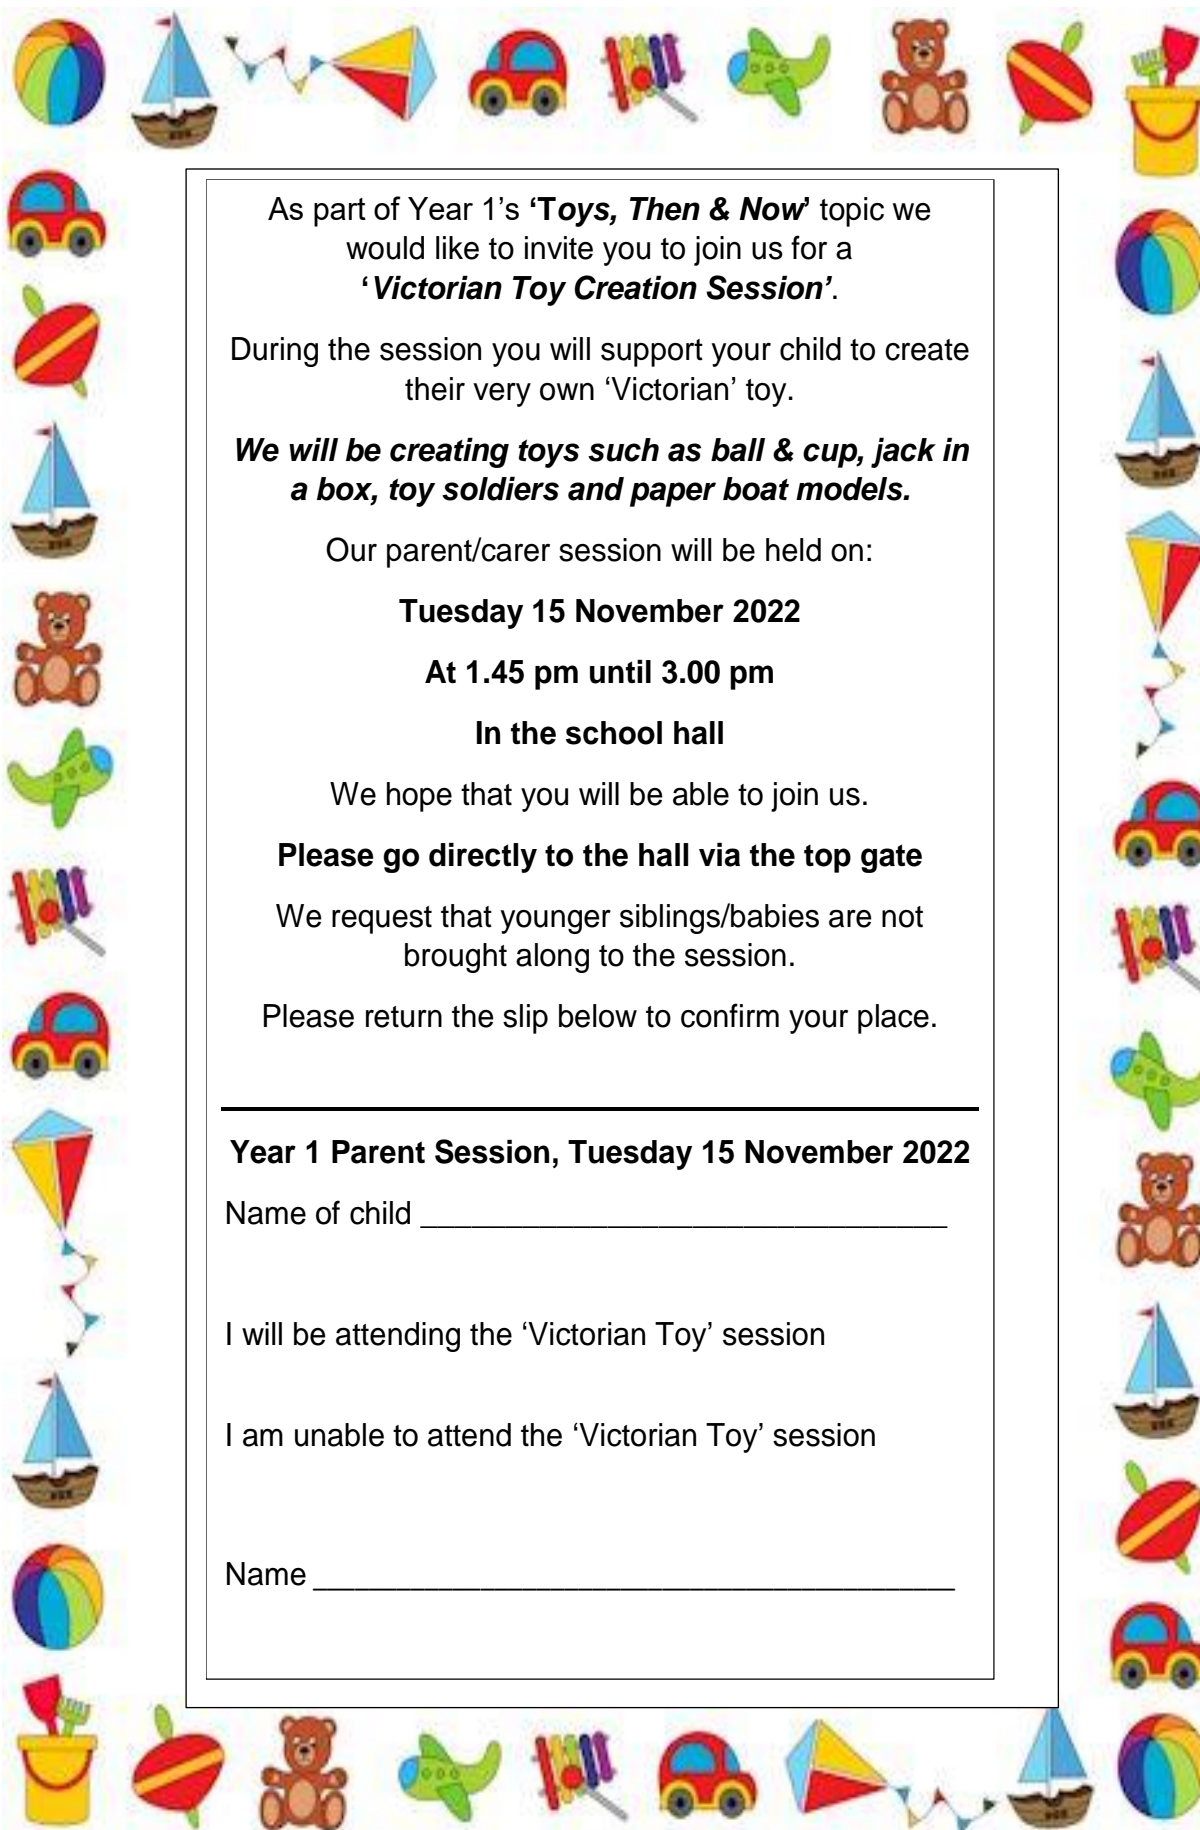 As part of Year 1’s ‘Toys, Then & Now’ topic we
would like to invite you to join us for a
‘Victorian Toy Creation Session’.
During the session you will support your child to create
their very own ‘Victorian’ toy.
We will be creating toys such as ball & cup, jack in
a box, toy soldiers and paper boat models.
Our parent/carer session will be held on:
Tuesday 15 November 2022
At 1.45 pm until 3.00 pm
In the school hall
We hope that you will be able to join us.
Please go directly to the hall via the top gate
We request that younger siblings/babies are not
brought along to the session.
Please return the slip below to confirm your place.
Year 1 Parent Session, Tuesday 15 November 2022
Name of child ______________________________
I will be attending the ‘Victorian Toy’ session
I am unable to attend the ‘Victorian Toy’ session
Name _____________________________________